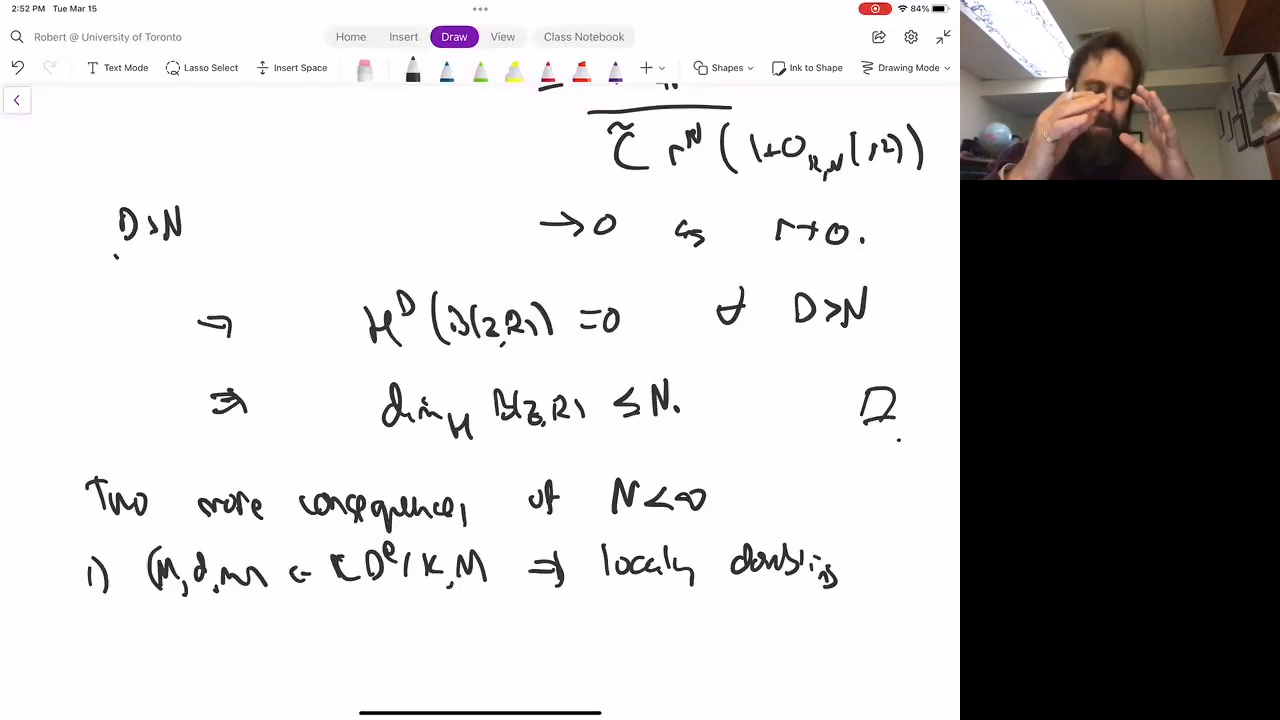 2:52 PM Tue Mar 15
84%
Robert @ University of Toronto
Home Insert Draw View Class Notebook
Text Mode Lasso Select Insert Space Shapes Ink to Shape Drawing Mode
C̃ r^N (1+O_{K,N}(r²))
D>N → 0 as r→0.
⇒ H^D (B(z,R)) = 0 ∀ D>N
⇒ dim_H B(z,R) ≤ N. □
Two more consequences of N<∞
1) (M,d,m) ∈ CD^e(K,N) ⇒ locally doubling